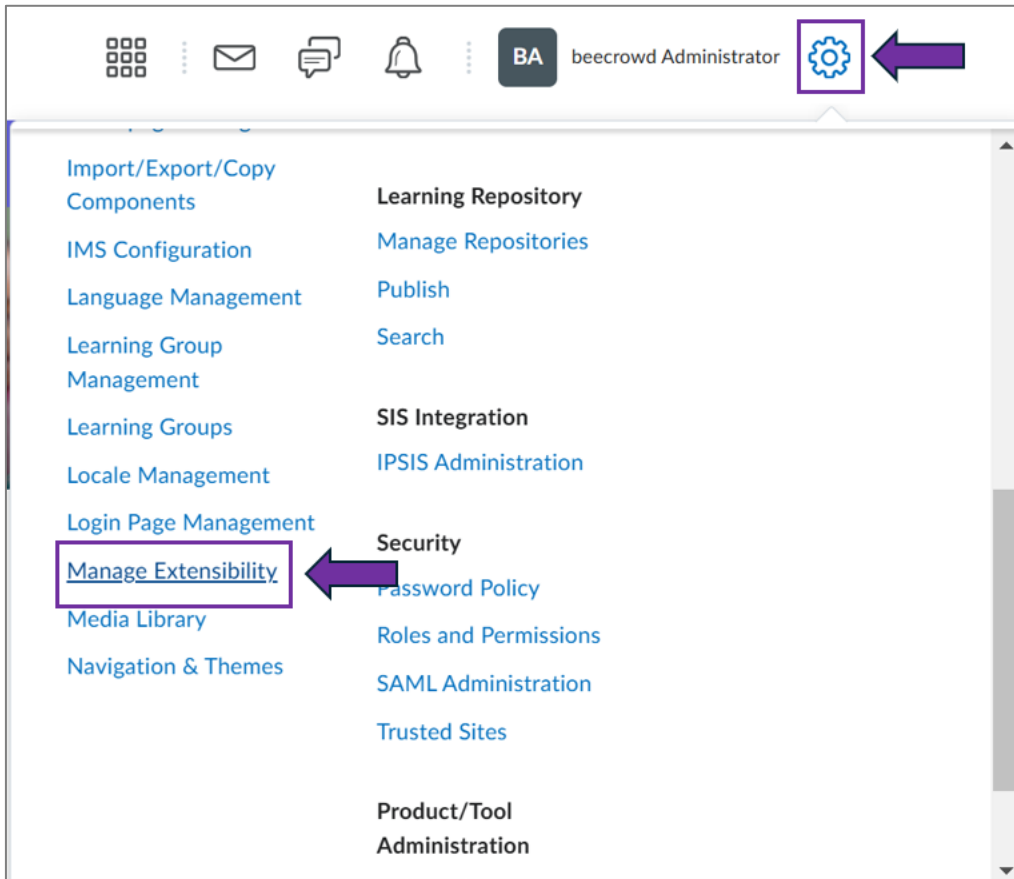 BA
beecrowd Administrator
Import/Export/Copy
Components
IMS Configuration
Language Management
Learning Group
Management
Learning Groups
Locale Management
Login Page Management
Manage Extensibility
Media Library
Navigation & Themes
Learning Repository
Manage Repositories
Publish
Search
SIS Integration
IPSIS Administration
Security
Password Policy
Roles and Permissions
SAML Administration
Trusted Sites
Product/Tool
Administration